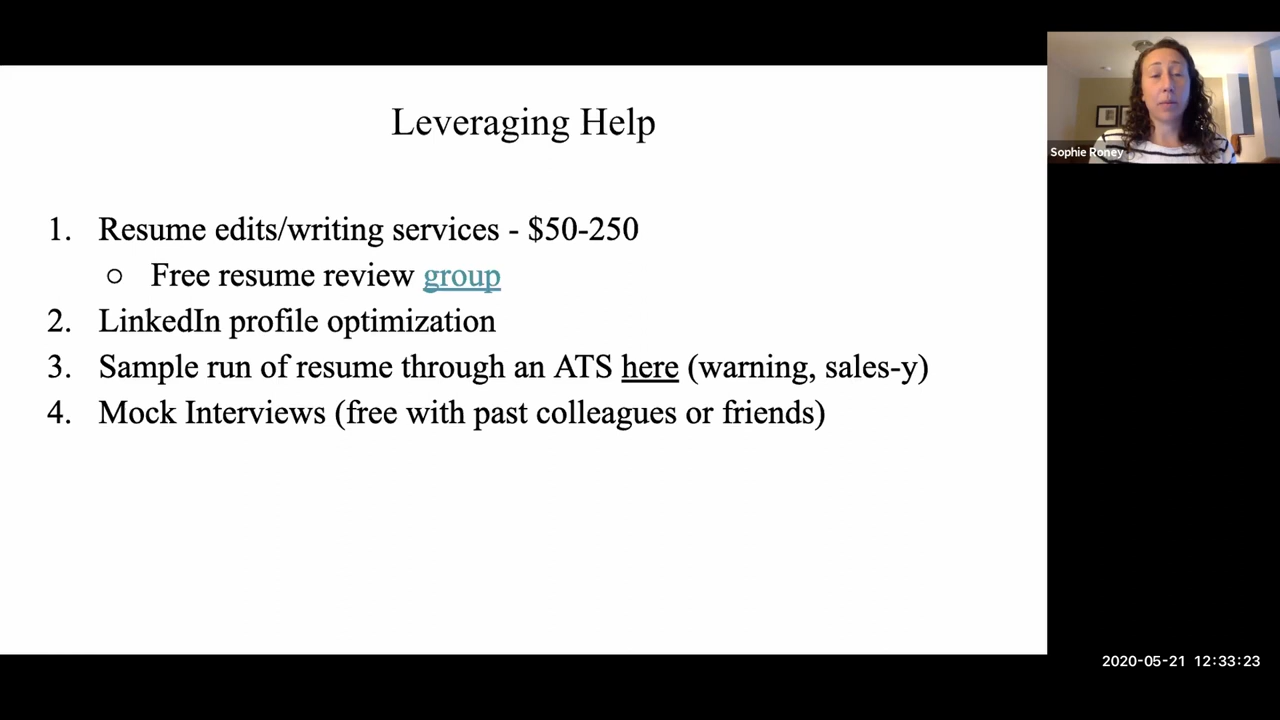 Leveraging Help
1. Resume edits/writing services - $50-250
○ Free resume review group
2. LinkedIn profile optimization
3. Sample run of resume through an ATS here (warning, sales-y)
4. Mock Interviews (free with past colleagues or friends)
Sophie Roney
2020-05-21 12:33:23